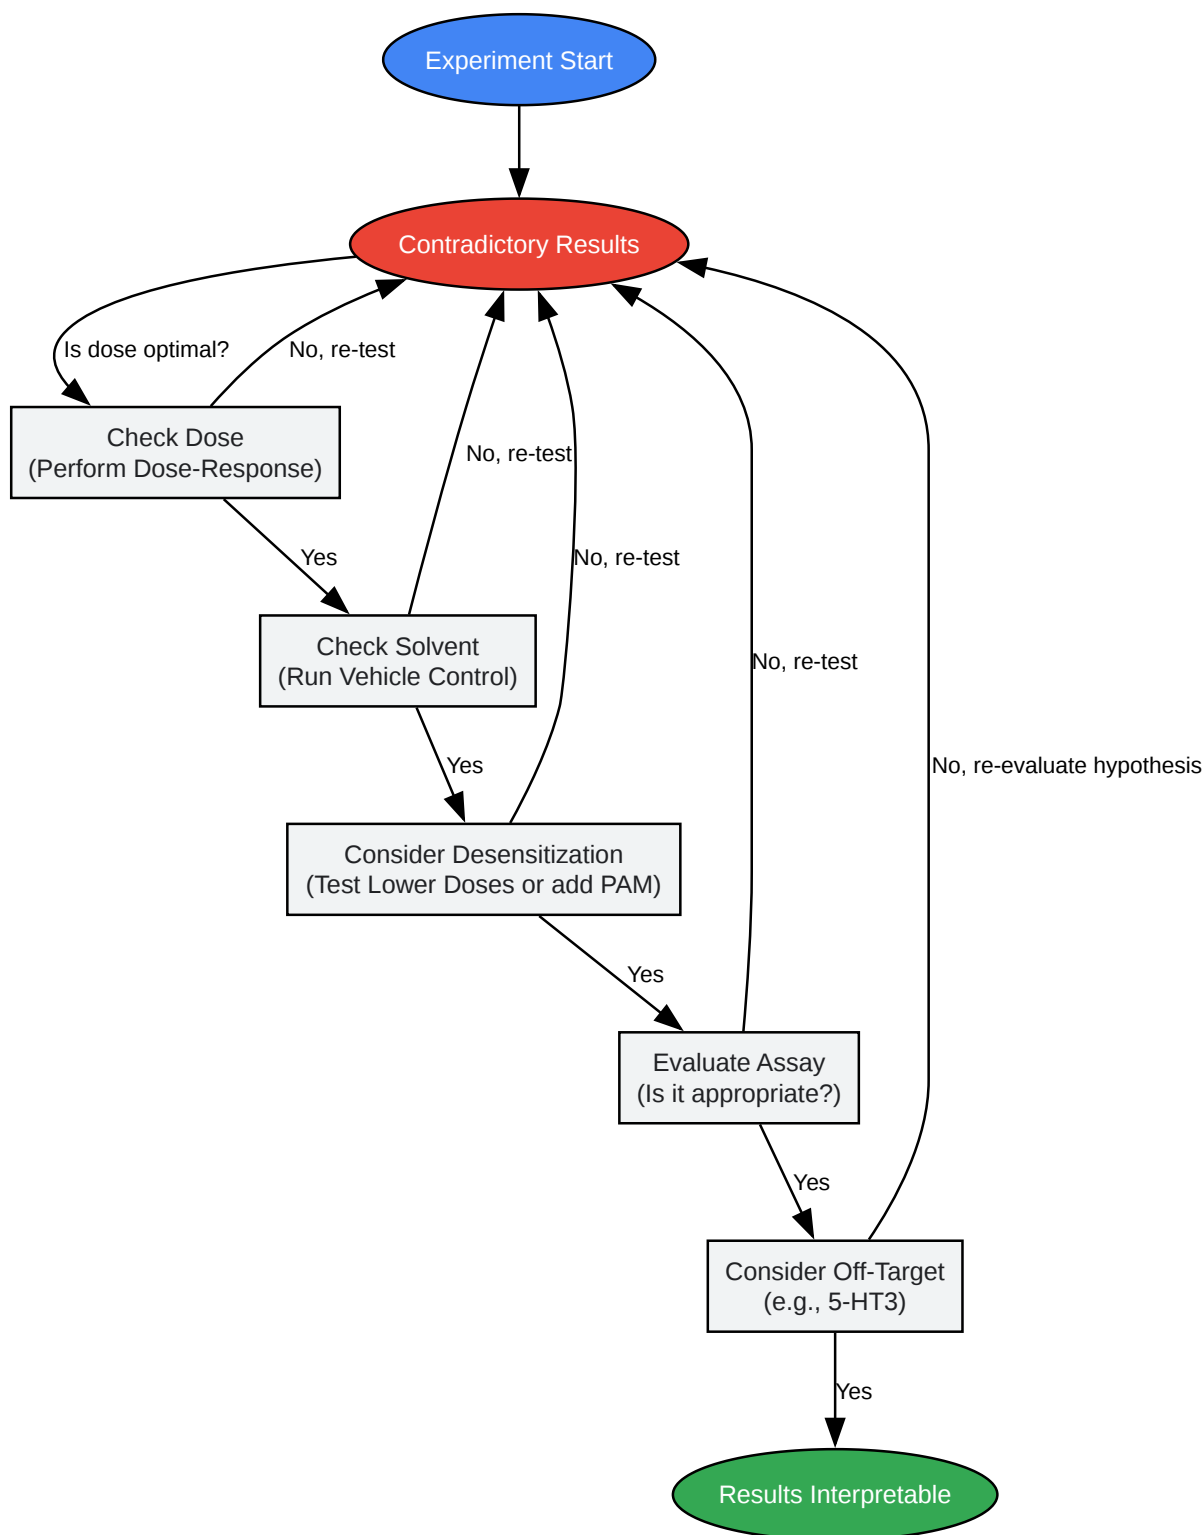 Experiment Start
Contradictory Results
Is dose optimal?
No, re-test
Check Dose
(Perform Dose-Response)
No, re-test
Yes
No, re-test
Check Solvent
(Run Vehicle Control)
No, re-test
Yes
No, re-evaluate hypothesis
Consider Desensitization
(Test Lower Doses or add PAM)
Yes
Evaluate Assay
(Is it appropriate?)
Yes
Consider Off-Target
(e.g., 5-HT3)
Yes
Results Interpretable